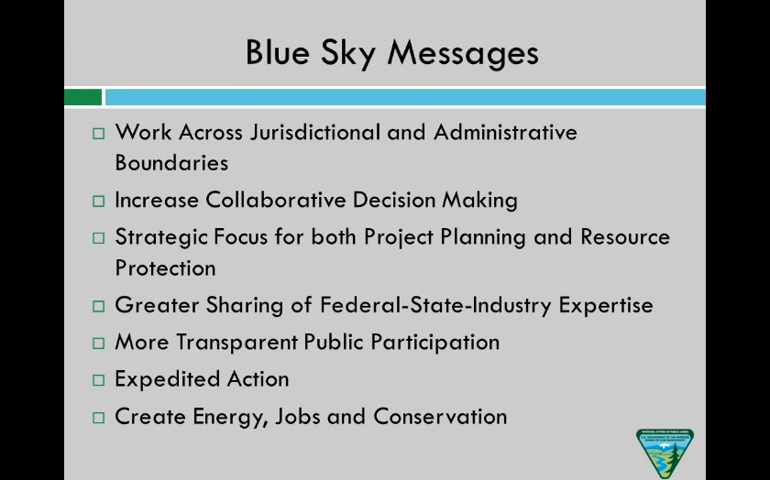 Blue Sky Messages
Work Across Jurisdictional and Administrative
Boundaries
Increase Collaborative Decision Making
Strategic Focus for both Project Planning and Resource
Protection
Greater Sharing of Federal-State-Industry Expertise
More Transparent Public Participation
Expedited Action
Create Energy, Jobs and Conservation